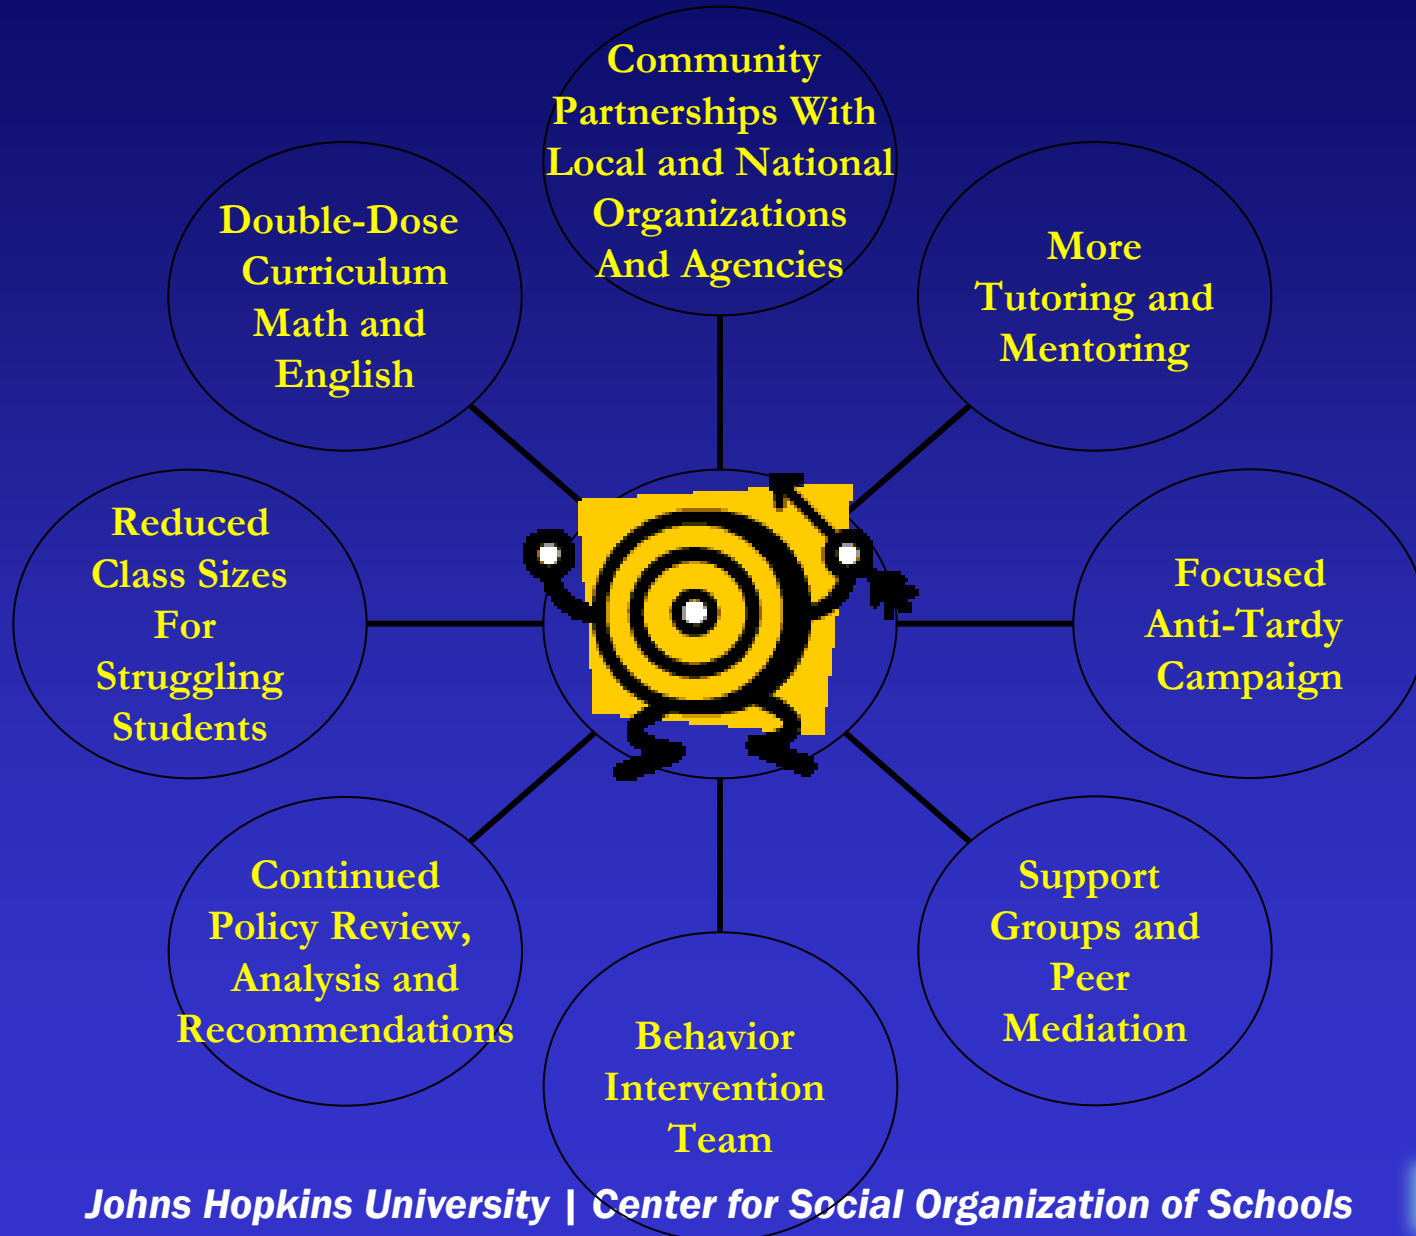 Community
Partnerships With
Local and National
Organizations
And Agencies
Double-Dose
Curriculum
Math and
English
More
Tutoring and
Mentoring
Reduced
Class Sizes
For
Struggling
Students
Focused
Anti-Tardy
Campaign
Continued
Policy Review,
Analysis and
Recommendations
Support
Groups and
Peer
Mediation
Behavior
Intervention
Team
Johns Hopkins University | Center for Social Organization of Schools